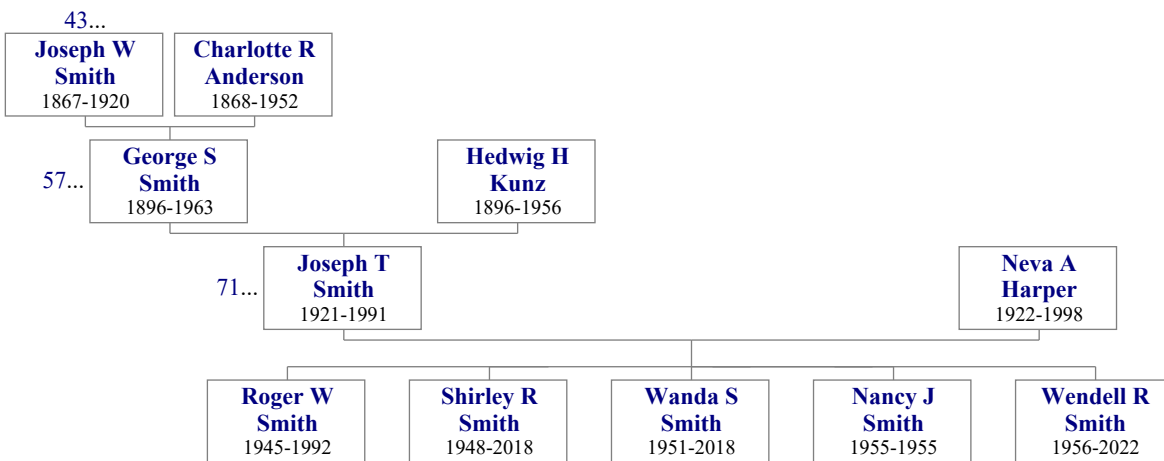 43...
Joseph W
Smith
1867-1920
Charlotte R
Anderson
1868-1952
57...
George S
Smith
1896-1963
Hedwig H
Kunz
1896-1956
71...
Joseph T
Smith
1921-1991
Neva A
Harper
1922-1998
Roger W
Smith
1945-1992
Shirley R
Smith
1948-2018
Wanda S
Smith
1951-2018
Nancy J
Smith
1955-1955
Wendell R
Smith
1956-2022